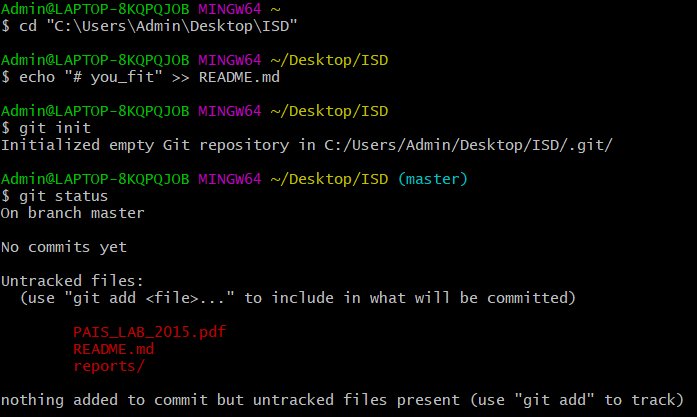 Admin@LAPTOP-8KQPQJOB MINGW64 ~
$ cd "C:\Users\Admin\Desktop\ISD"
Admin@LAPTOP-8KQPQJOB MINGW64 ~/Desktop/ISD
$ echo "# you_fit" >> README.md
Admin@LAPTOP-8KQPQJOB MINGW64 ~/Desktop/ISD
$ git init
Initialized empty Git repository in C:/Users/Admin/Desktop/ISD/.git/
Admin@LAPTOP-8KQPQJOB MINGW64 ~/Desktop/ISD (master)
$ git status
On branch master
No commits yet
Untracked files:
(use "git add <file>..." to include in what will be committed)
PAIS_LAB_2015.pdf
README.md
reports/
nothing added to commit but untracked files present (use "git add" to track)